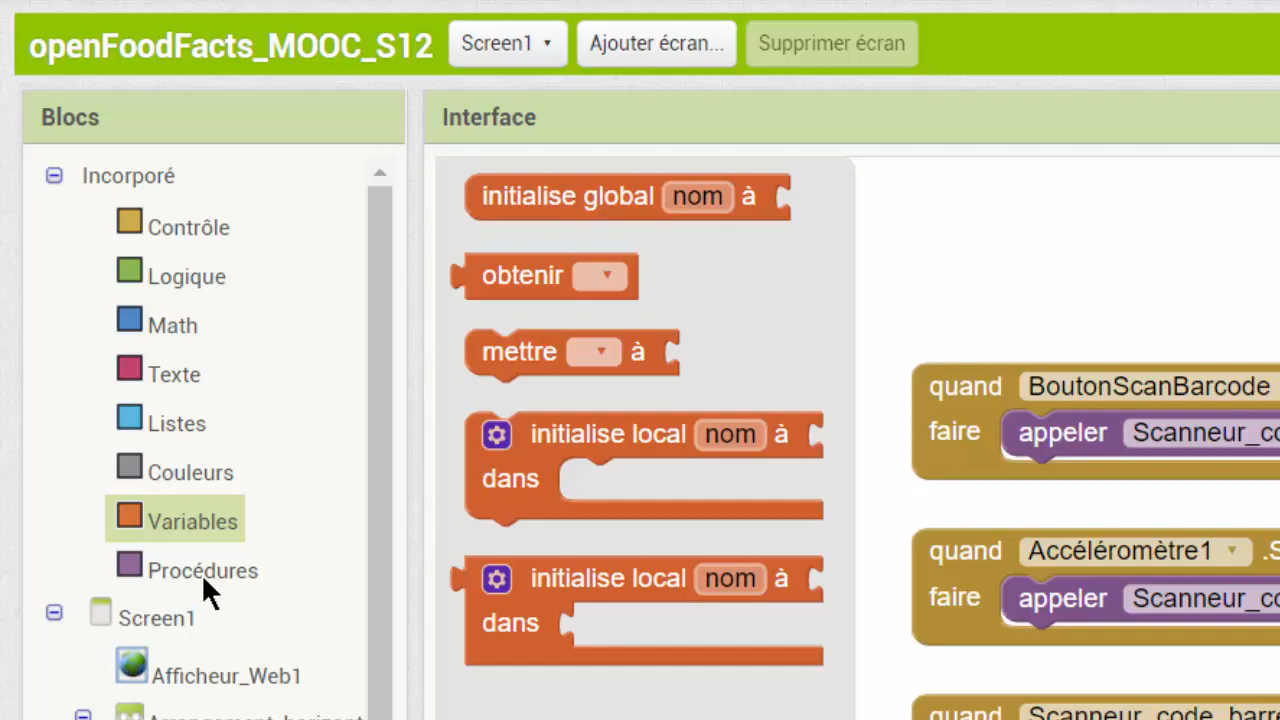 openFoodFacts_MOOC_S12 Screen1 Ajouter écran... Supprimer écran
Blocs
Incorporé
Contrôle
Logique
Math
Texte
Listes
Couleurs
Variables
Procédures
Screen1
Afficheur_Web1
Interface
initialise global nom à
obtenir
mettre à
initialise local nom à
dans
initialise local nom à
dans
quand BoutonScanBarcode
faire appeler Scanneur_co
quand Accéléromètre1 .S
faire appeler Scanneur_co
quand Scanneur_code_barre